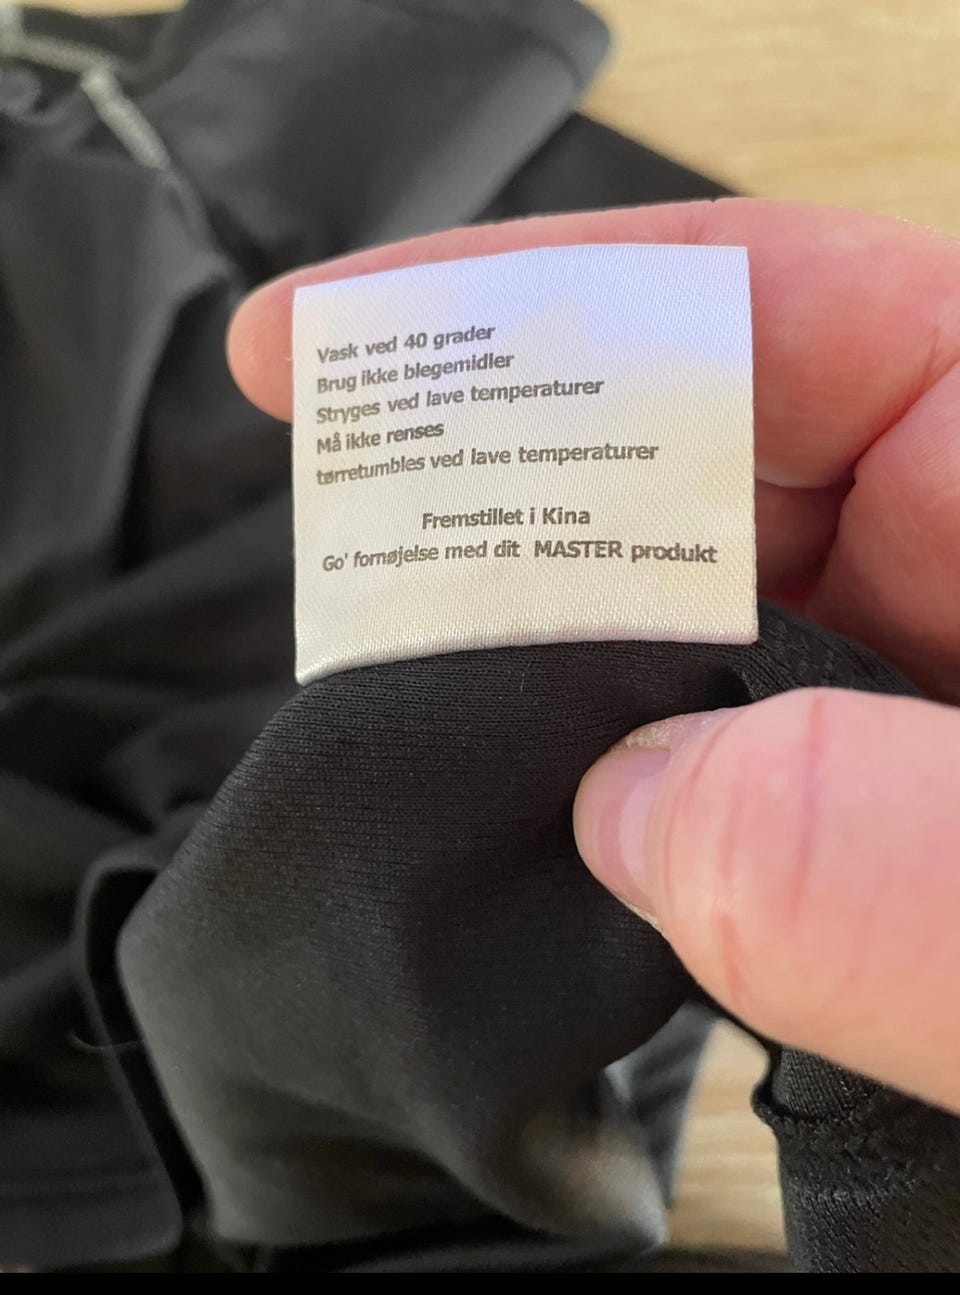 Vask ved 40 grader
Brug ikke blegemidler
Stryges ved lave temperaturer
Må ikke renses
tørretumbles ved lave temperaturer
Fremstillet i Kina
Go' fornøjelse med dit MASTER produkt